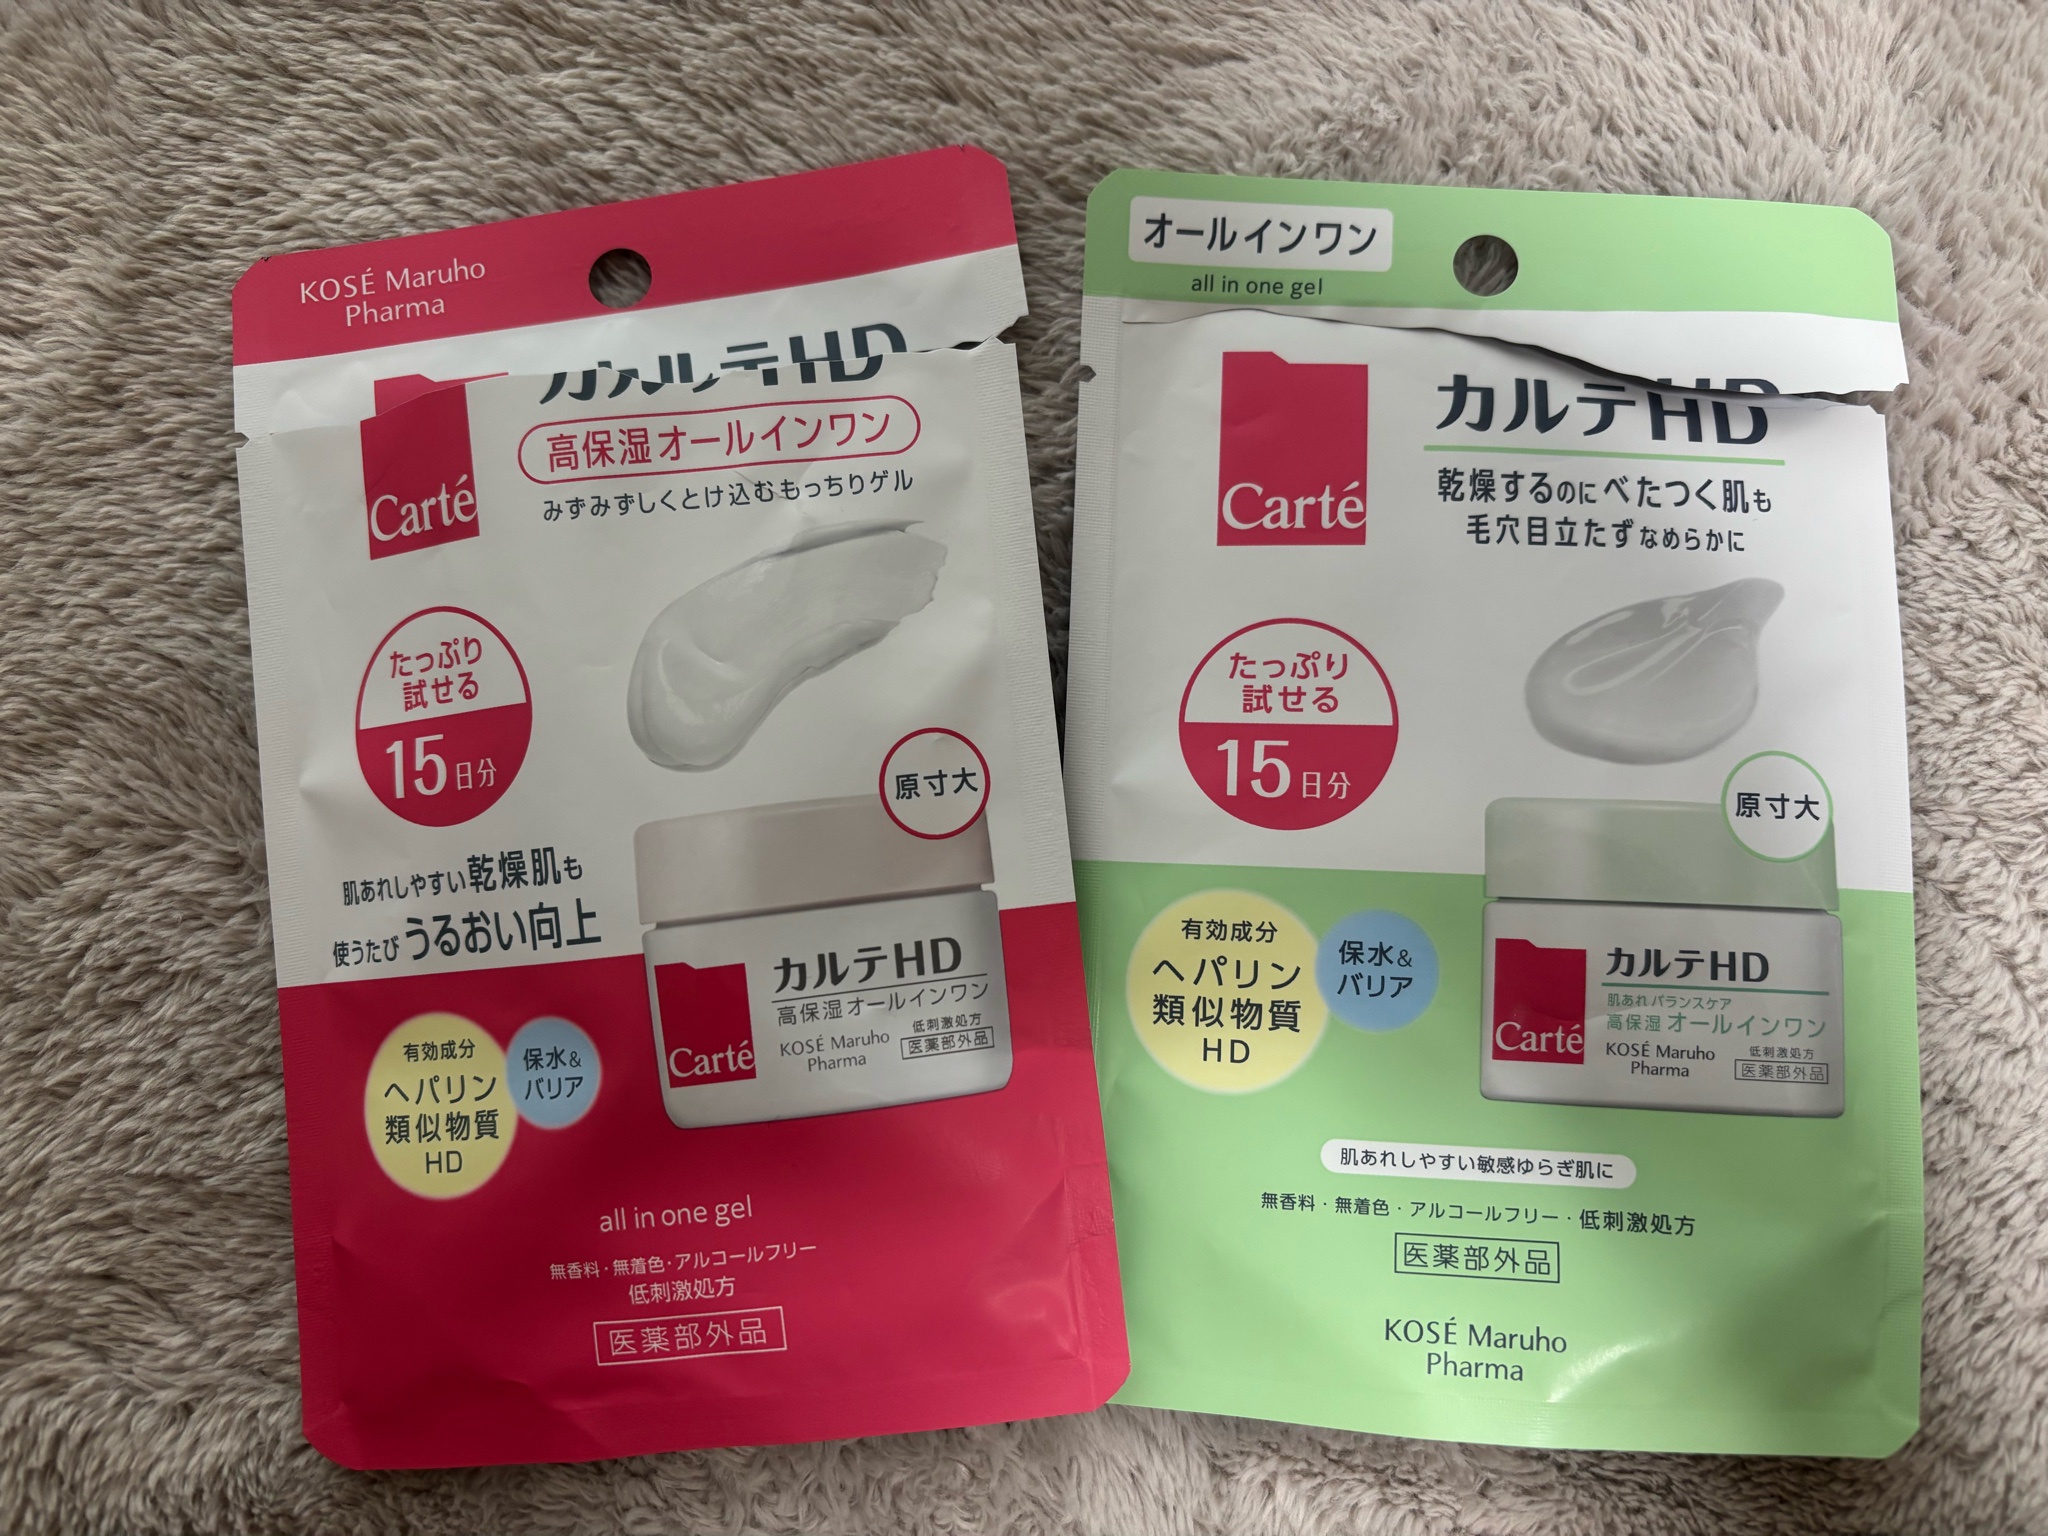 KOSÉ Maruho
Pharma
カルテHD
Carté
高保湿オールインワン
みずみずしくとけ込むもっちりゲル
たっぷり
試せる
15日分
原寸大
肌あれしやすい乾燥肌も
使うたびうるおい向上
有効成分
ヘパリン
類似物質
HD
保水&
バリア
カルテHD
高保湿オールインワン
KOSÉ Maruho
Pharma
低刺激処方
医薬部外品
Carté
all in one gel
無香料・無着色・アルコールフリー
低刺激処方
医薬部外品
オールインワン
all in one gel
カルテHD
Carté
乾燥するのにべたつく肌も
毛穴目立たずなめらかに
たっぷり
試せる
15日分
原寸大
有効成分
ヘパリン
類似物質
HD
保水&
バリア
カルテHD
肌あれバランスケア
高保湿オールインワン
KOSÉ Maruho
Pharma
低刺激処方
医薬部外品
Carté
肌あれしやすい敏感ゆらぎ肌に
無香料・無着色・アルコールフリー・低刺激処方
医薬部外品
KOSÉ Maruho
Pharma